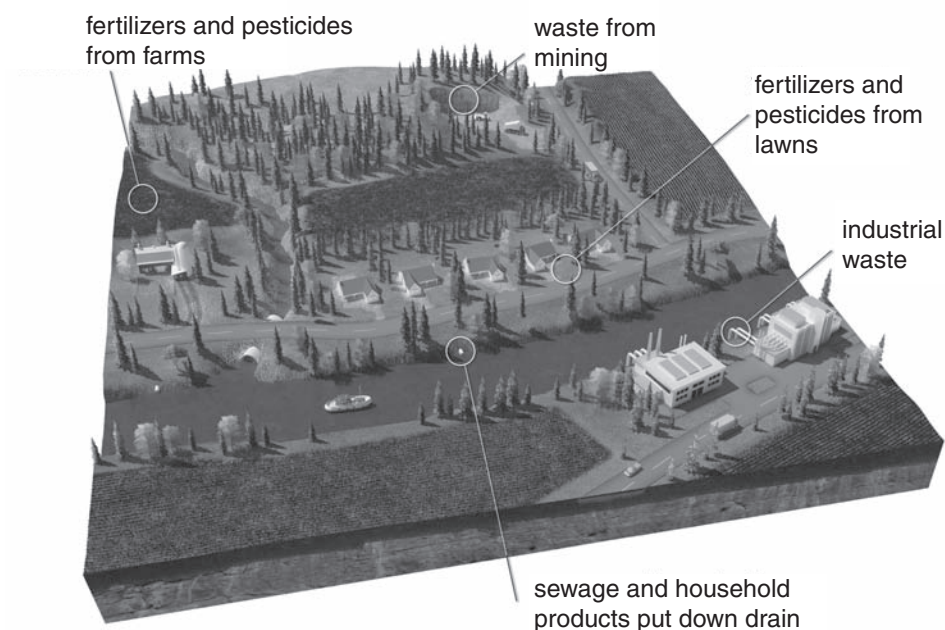 fertilizers and pesticides
from farms
waste from
mining
fertilizers and
pesticides from
lawns
industrial
waste
sewage and household
products put down drain